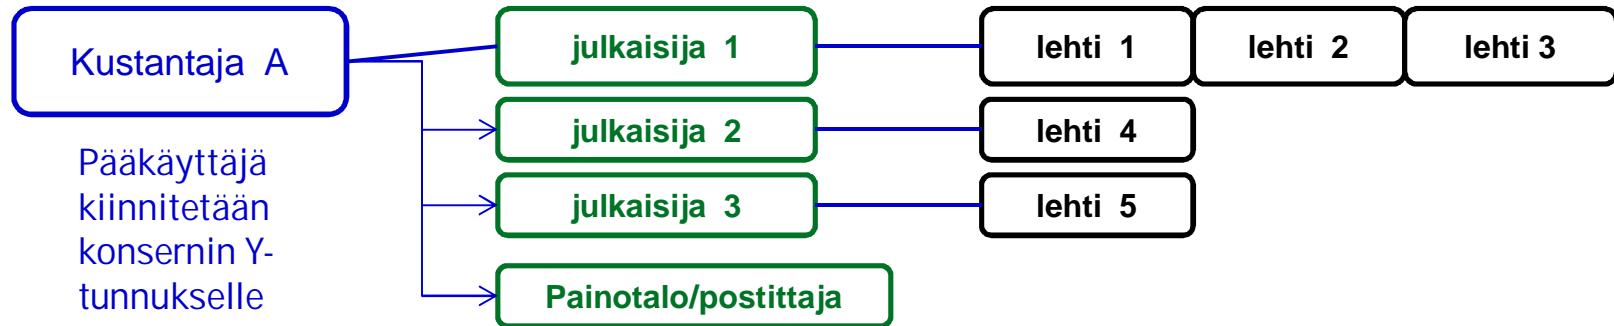 Kustantaja A
julkaisija 1
lehti 1
lehti 2
lehti 3
julkaisija 2
lehti 4
Pääkäyttäjä
kiinnitetään
konsernin Y-
tunnukselle
julkaisija 3
lehti 5
Painotalo/postittaja